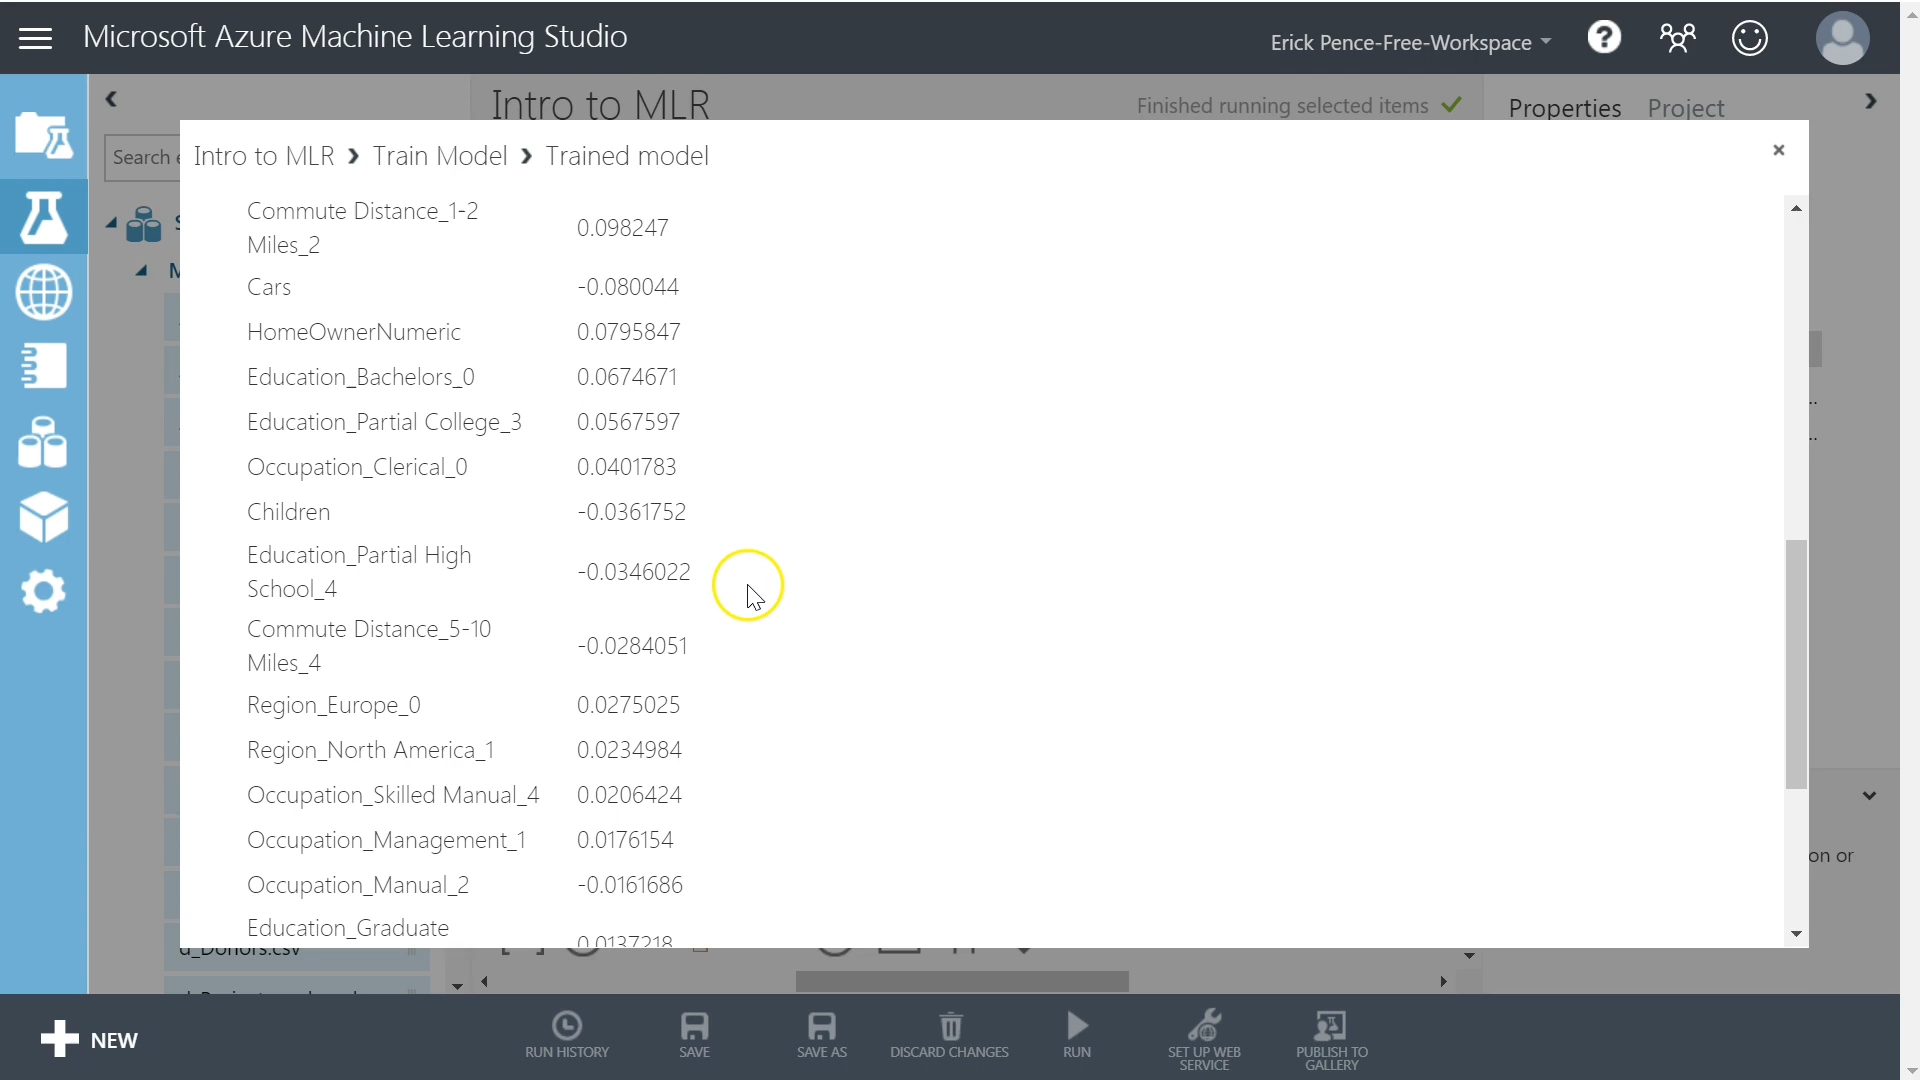 Microsoft Azure Machine Learning Studio
Erick Pence-Free-Workspace
?
Intro to MLR
Finished running selected items
Properties Project
Search
Intro to MLR > Train Model > Trained model
×
Commute Distance_1-2
Miles_2
0.098247
Cars -0.080044
HomeOwnerNumeric 0.0795847
Education_Bachelors_0 0.0674671
Education_Partial College_3 0.0567597
Occupation_Clerical_0 0.0401783
Children -0.0361752
Education_Partial High
School_4
-0.0346022
Commute Distance_5-10
Miles_4
-0.0284051
Region_Europe_0 0.0275025
Region_North America_1 0.0234984
Occupation_Skilled Manual_4 0.0206424
Occupation_Management_1 0.0176154
Occupation_Manual_2 -0.0161686
Education_Graduate
0.0137218
on or
d_Donors.csv
NEW
RUN HISTORY
SAVE
SAVE AS
DISCARD CHANGES
RUN
SET UP WEB
SERVICE
PUBLISH TO
GALLERY